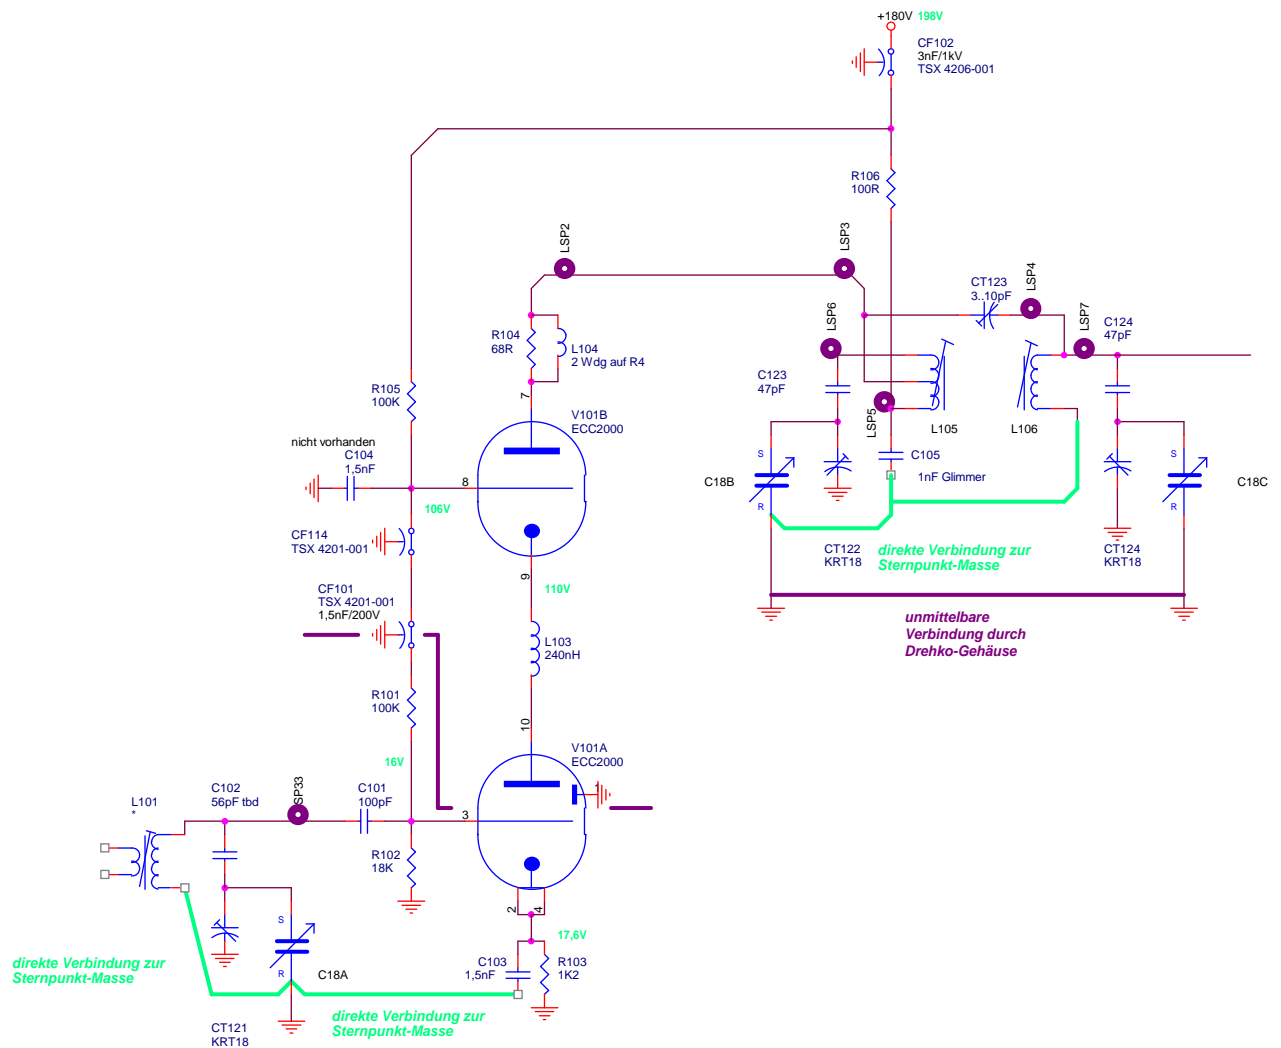 +180V 198V
CF102
3nF/1kV
TSX 4206-001
R106
100R
LSP2
LSP3
LSP4
CT123
3..10pF
LSP6
LSP7
C124
47pF
R104
68R
L104
2 Wdg auf R4
C123
47pF
R105
100K
7
V101B
ECC2000
LSP5
L105
L106
nicht vorhanden
C104
1,5nF
8
106V
C105
1nF Glimmer
S
C18B
R
S
C18C
R
CF114
TSX 4201-001
CT122
KRT18
direkte Verbindung zur
Sternpunkt-Masse
CT124
KRT18
9
110V
CF101
TSX 4201-001
1,5nF/200V
unmittelbare
Verbindung durch
Drehko-Gehäuse
L103
240nH
R101
100K
10
16V
V101A
ECC2000
1
L101
*
C102
56pF tbd
SP33
C101
100pF
3
R102
18K
2
4
17,6V
S
C18A
R
C103
1,5nF
R103
1K2
direkte Verbindung zur
Sternpunkt-Masse
direkte Verbindung zur
Sternpunkt-Masse
CT121
KRT18